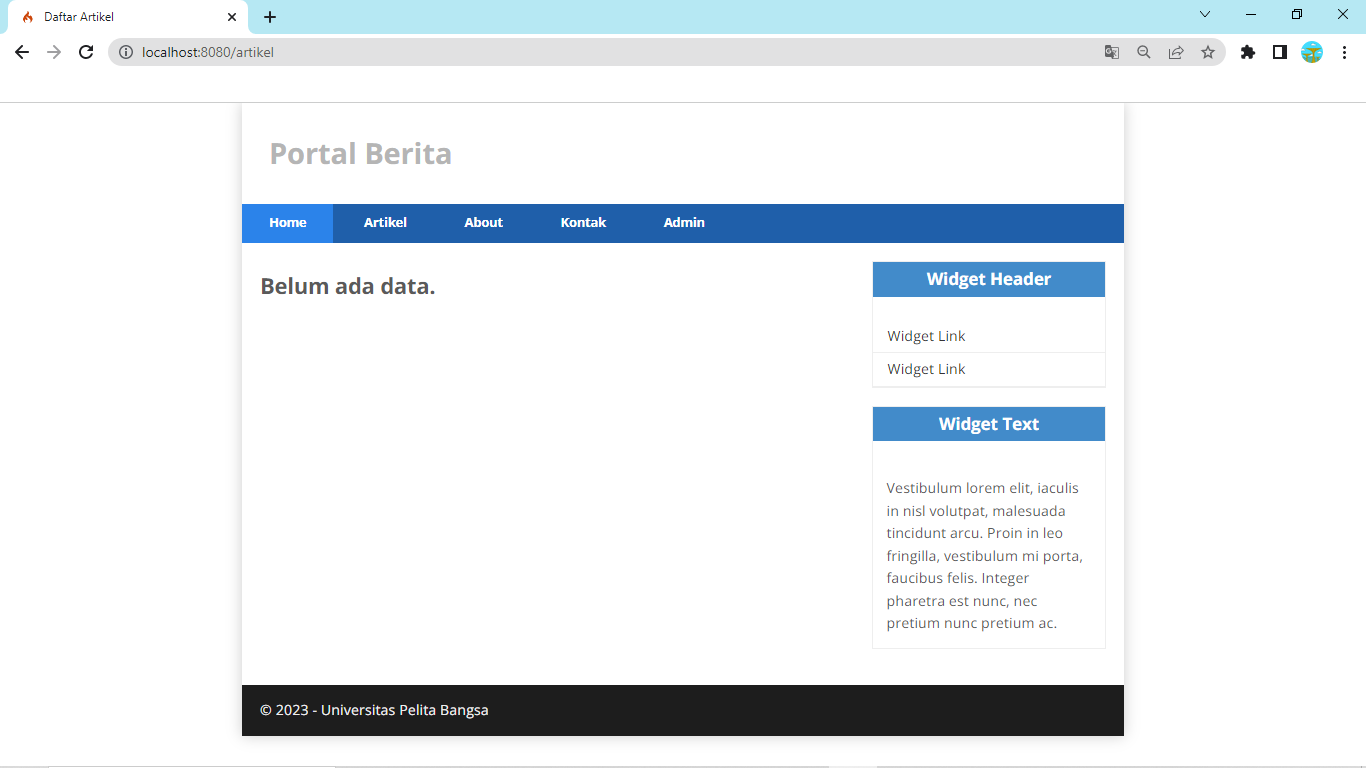 Daftar Artikel
localhost:8080/artikel
Portal Berita
Home Artikel About Kontak Admin
Belum ada data.
Widget Header
Widget Link
Widget Link
Widget Text
Vestibulum lorem elit, iaculis
in nisl volutpat, malesuada
tincidunt arcu. Proin in leo
fringilla, vestibulum mi porta,
faucibus felis. Integer
pharetra est nunc, nec
pretium nunc pretium ac.
© 2023 - Universitas Pelita Bangsa